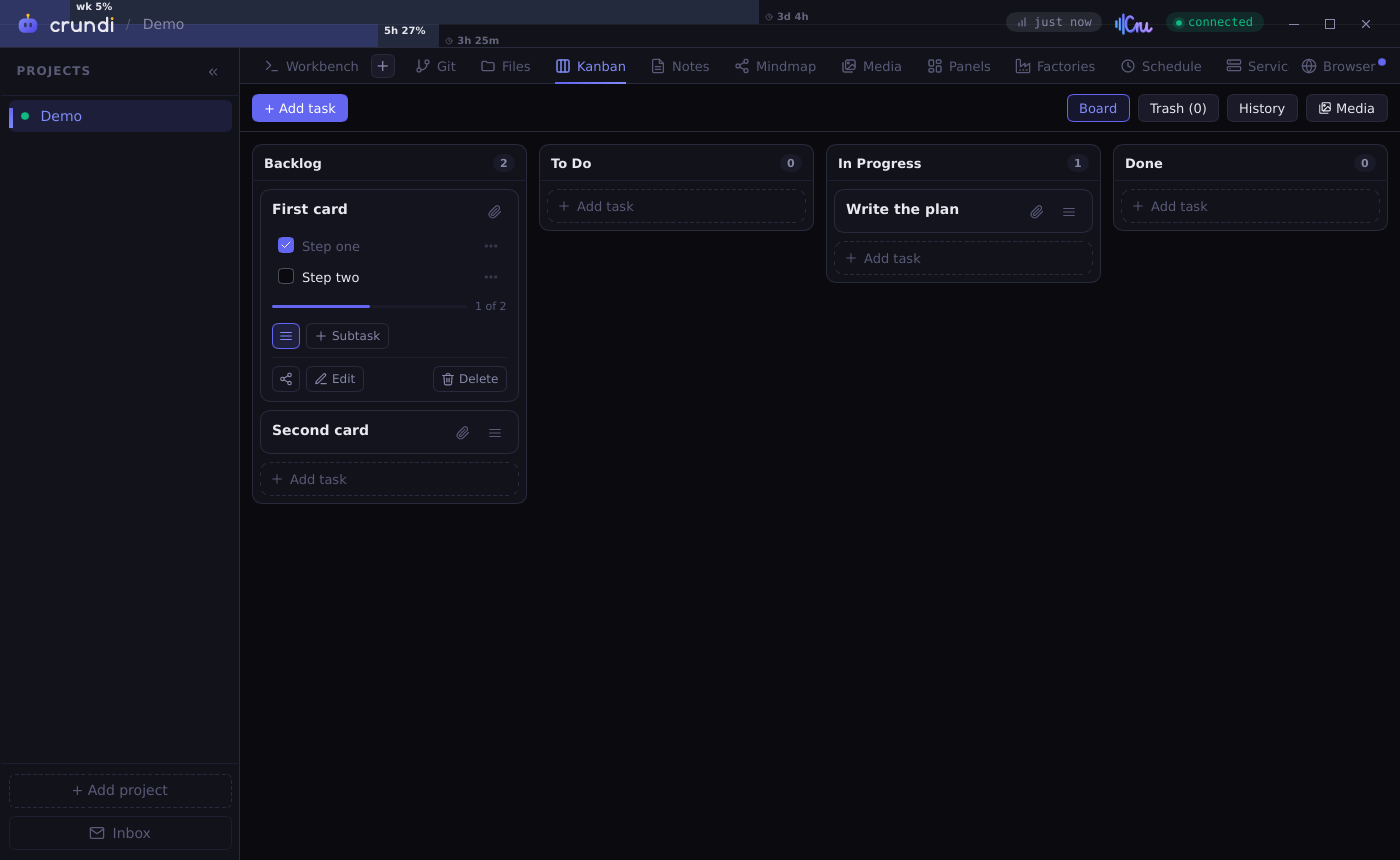 wk 5%
3d 4h
crundi / Demo
5h 27%
3h 25m
just now
Cru
connected
PROJECTS
Workbench
Git
Files
Kanban
Notes
Mindmap
Media
Panels
Factories
Schedule
Servic
Browser
Demo
+ Add task
Board
Trash (0)
History
Media
Backlog 2
First card
Step one
Step two
1 of 2
+ Subtask
Edit
Delete
Second card
+ Add task
To Do 0
+ Add task
In Progress 1
Write the plan
+ Add task
Done 0
+ Add task
+ Add project
Inbox